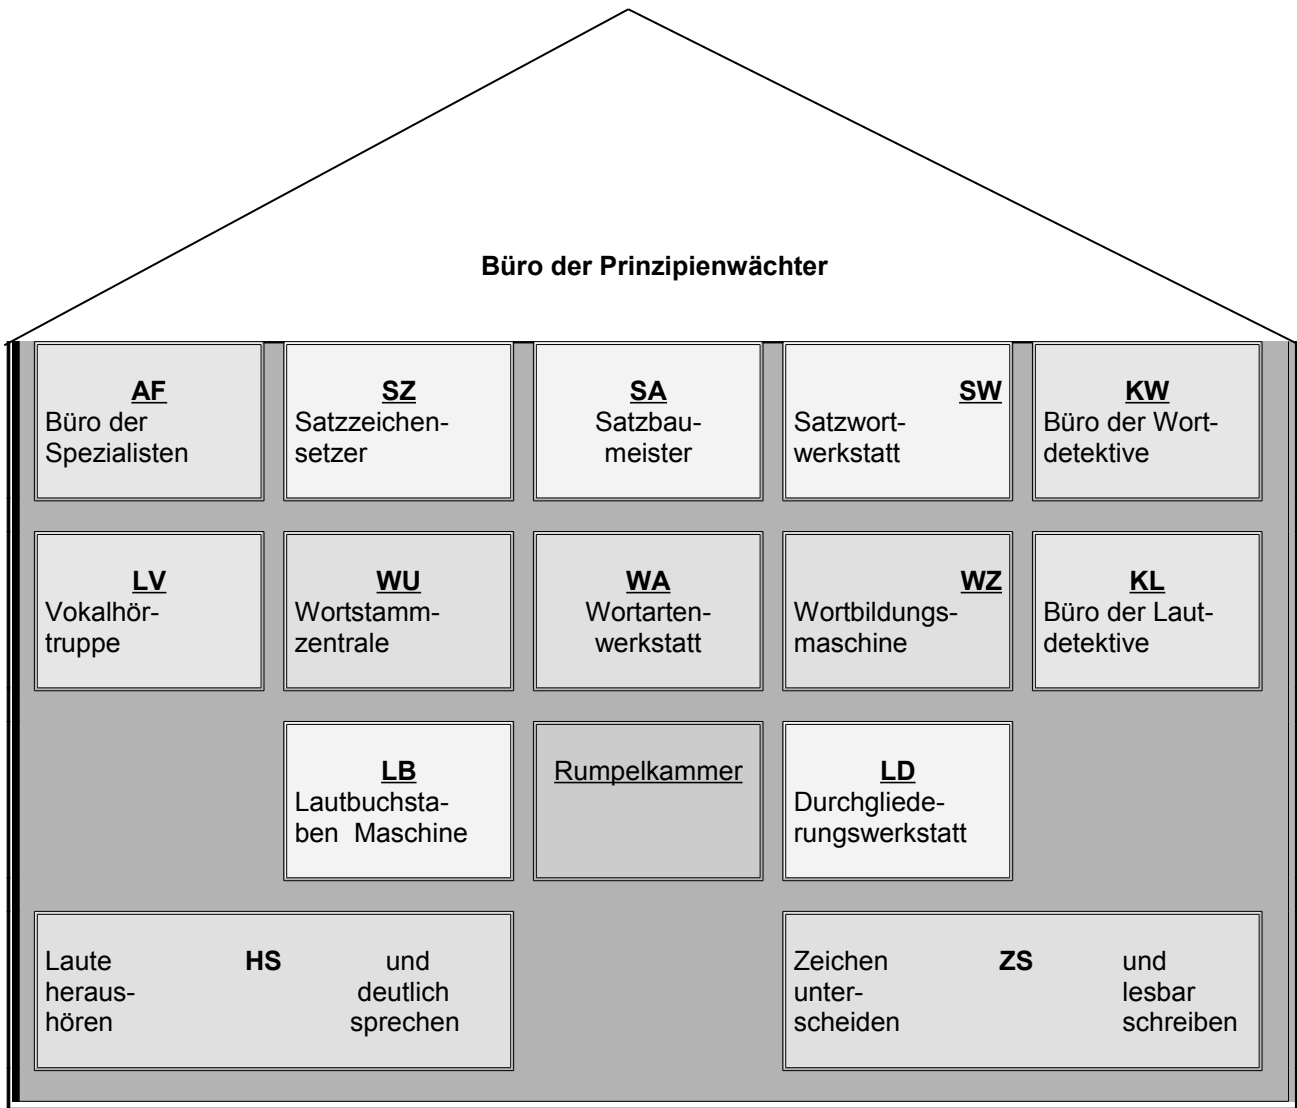 Büro der Prinzipienwächter
AF
Büro der
Spezialisten
SZ
Satzzeichen-
setzer
SA
Satzbau-
meister
SW
Satzwort-
werkstatt
KW
Büro der Wort-
detektive
LV
Vokalhör-
truppe
WU
Wortstamm-
zentrale
WA
Wortarten-
werkstatt
WZ
Wortbildungs-
maschine
KL
Büro der Laut-
detektive
LB
Lautbuchsta-
ben Maschine
Rumpelkammer
LD
Durchgliede-
rungswerkstatt
Laute HS und
heraus- deutlich
hören sprechen
Zeichen ZS und
unter- lesbar
scheiden schreiben